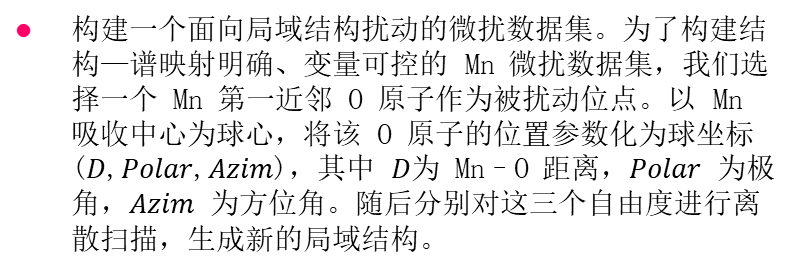 构建一个面向局域结构扰动的微扰数据集。为了构建结
构—谱映射明确、变量可控的 Mn 微扰数据集，我们选
择一个 Mn 第一近邻 O 原子作为被扰动位点。以 Mn
吸收中心为球心，将该 O 原子的位置参数化为球坐标
(D, Polar, Azim)，其中 D为 Mn–O 距离，Polar 为极
角，Azim 为方位角。随后分别对这三个自由度进行离
散扫描，生成新的局域结构。